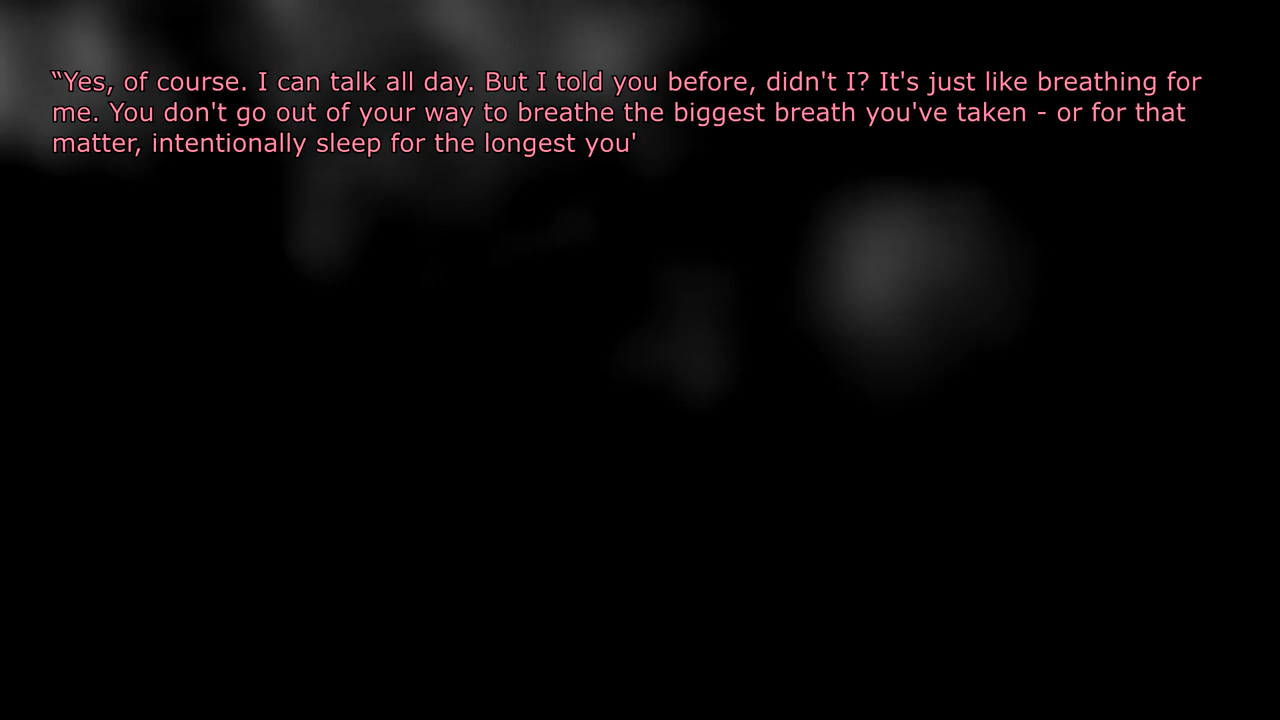 “Yes, of course. I can talk all day. But I told you before, didn't I? It's just like breathing for
me. You don't go out of your way to breathe the biggest breath you've taken - or for that
matter, intentionally sleep for the longest you'